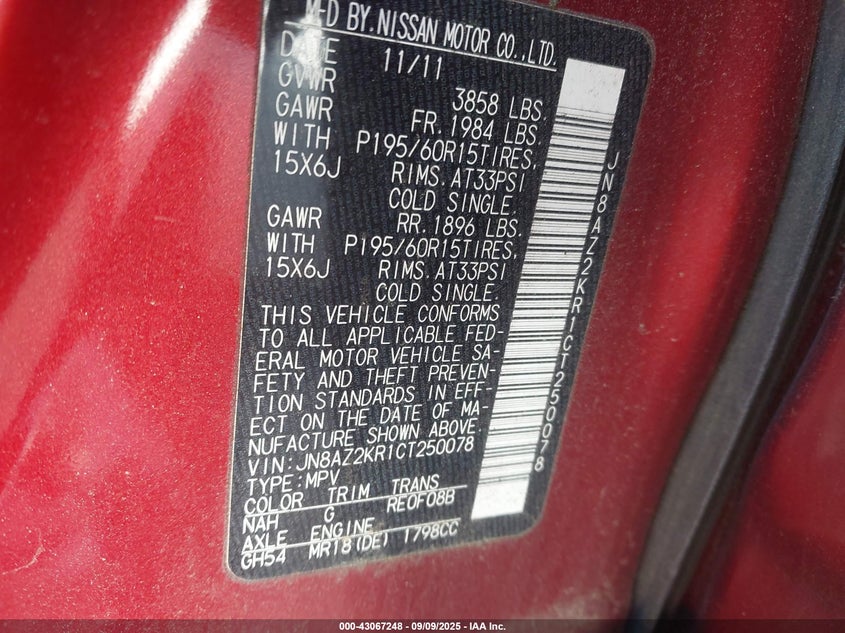 M-D BY. NISSAN MOTOR CO., LTD.
DATE 11/11
GVWR 3858 LBS.
GAWR FR. 1984 LBS
WITH P195/60R15TIRES,
15X6J RIMS. AT33PSI
COLD SINGLE.
GAWR RR. 1896 LBS.
WITH P195/60R15TIRES,
15X6J RIMS. AT33PSI
COLD SINGLE.
THIS VEHICLE CONFORMS
TO ALL APPLICABLE FED-
ERAL MOTOR VEHICLE SA-
FETY AND THEFT PREVEN-
TION STANDARDS IN EFF-
ECT ON THE DATE OF MA-
NUFACTURE SHOWN ABOVE.
VIN: JN8AZ2KR1CT250078
TYPE: MPV
COLOR TRIM TRANS
NAH G RE0F08B
AXLE ENGINE
GH54 MR18(DE) 1798CC
JN8AZ2KR1CT250078
000-43067248 - 09/09/2025 - IAA Inc.